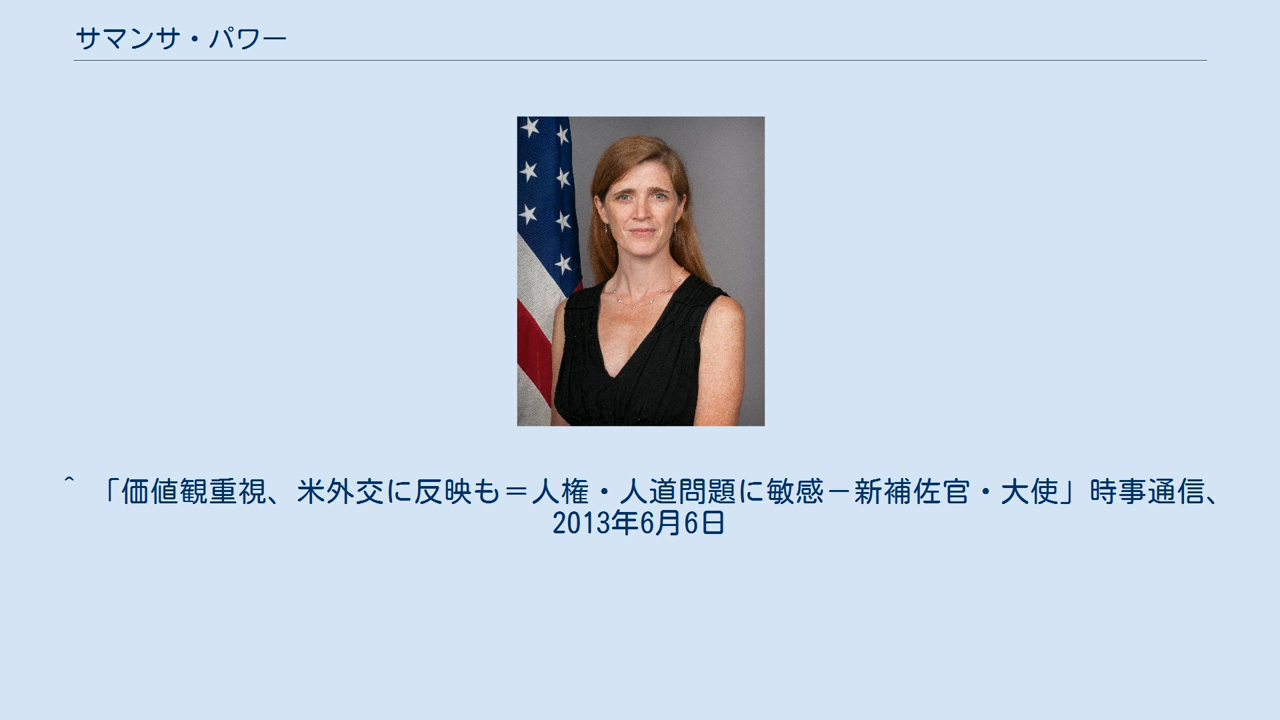 サマンサ・パワー
^ 「価値観重視、米外交に反映も＝人権・人道問題に敏感－新補佐官・大使」時事通信、
2013年6月6日